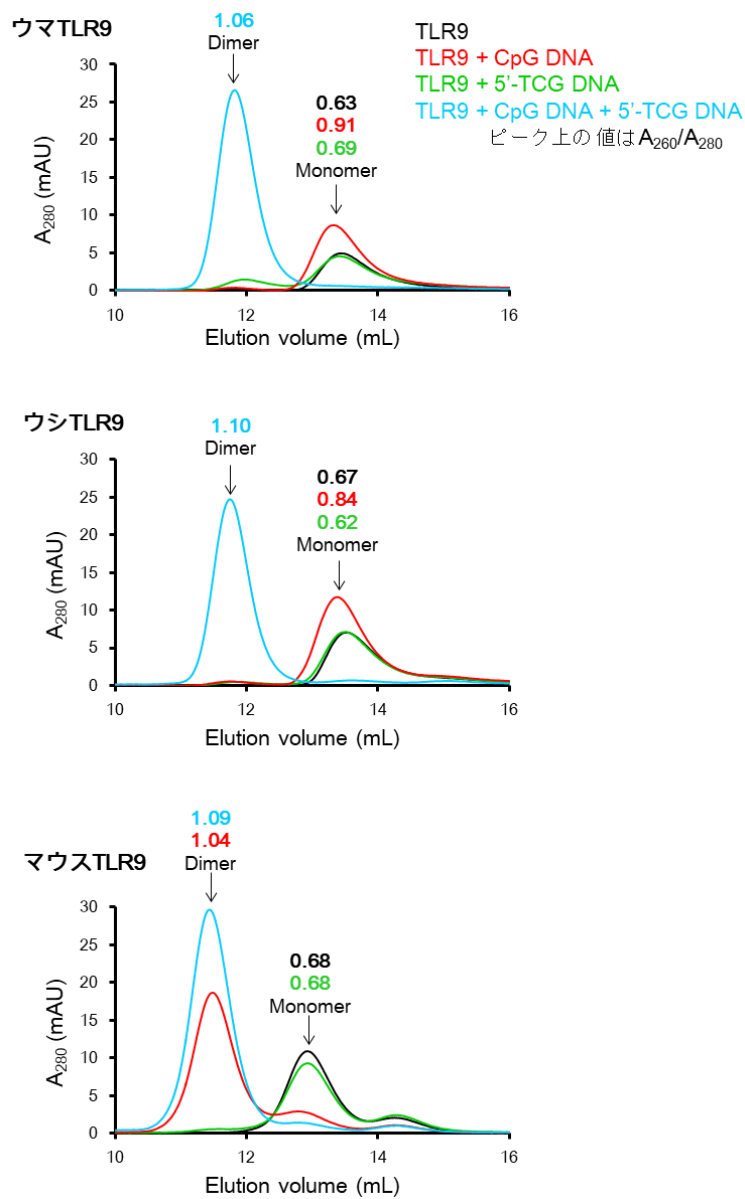 ウマTLR9
1.06
Dimer
TLR9
TLR9 + CpG DNA
TLR9 + 5'-TCG DNA
TLR9 + CpG DNA + 5'-TCG DNA
ピーク上の値はA260/A280
0.63
0.91
0.69
Monomer
A280 (mAU)
30
25
20
15
10
5
0
10
12
14
16
Elution volume (mL)
ウシTLR9
1.10
Dimer
0.67
0.84
0.62
Monomer
A280 (mAU)
30
25
20
15
10
5
0
10
12
14
16
Elution volume (mL)
マウスTLR9
1.09
1.04
Dimer
0.68
0.68
Monomer
A280 (mAU)
30
25
20
15
10
5
0
10
12
14
16
Elution volume (mL)